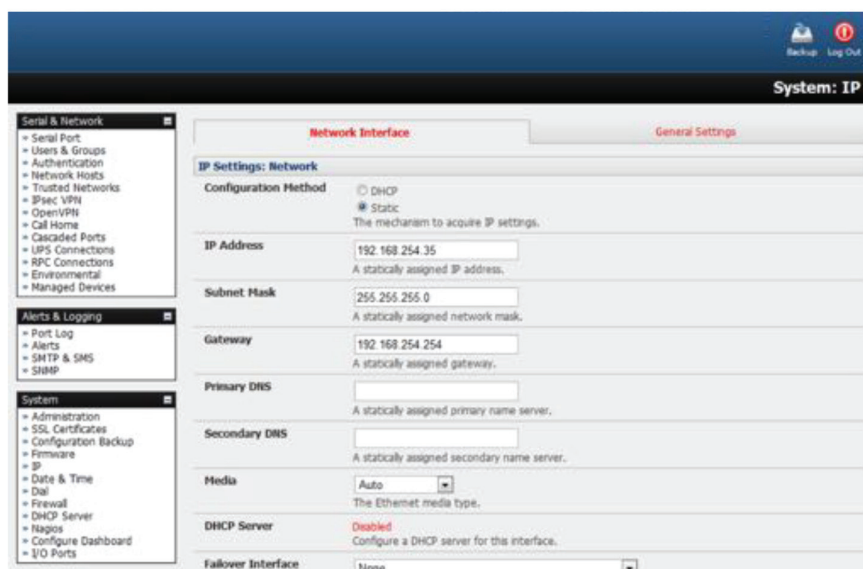 Backup Log Out
System: IP
Serial & Network
» Serial Port
» Users & Groups
» Authentication
» Network Hosts
» Trusted Networks
» IPsec VPN
» OpenVPN
» Call Home
» Cascaded Ports
» UPS Connections
» RPC Connections
» Environmental
» Managed Devices
Alerts & Logging
» Port Log
» Alerts
» SMTP & SMS
» SNMP
System
» Administration
» SSL Certificates
» Configuration Backup
» Firmware
» IP
» Date & Time
» Dial
» Firewall
» DHCP Server
» Nagios
» Configure Dashboard
» I/O Ports
Network Interface
General Settings
IP Settings: Network
Configuration Method
DHCP
Static
The mechanism to acquire IP settings.
IP Address
192.168.254.35
A statically assigned IP address.
Subnet Mask
255.255.255.0
A statically assigned network mask.
Gateway
192.168.254.254
A statically assigned gateway.
Primary DNS
A statically assigned primary name server.
Secondary DNS
A statically assigned secondary name server.
Media
Auto
The Ethernet media type.
DHCP Server
Disabled
Configure a DHCP server for this interface.
Failover Interface
None